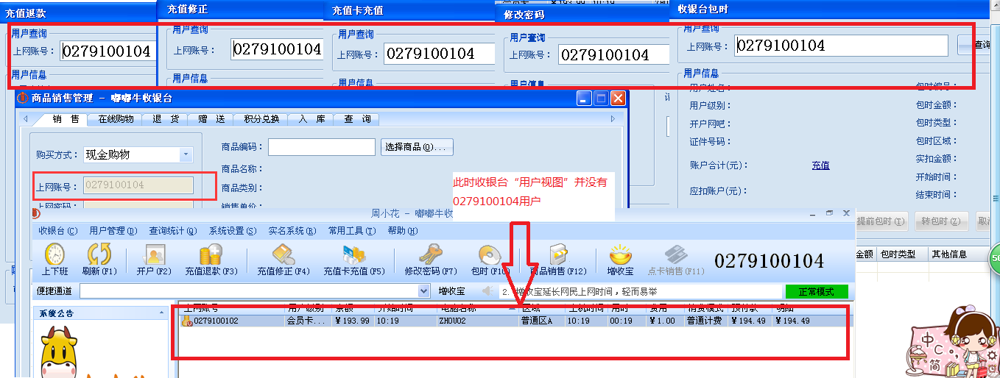 充值退款
充值修正
充值卡充值
修改密码
收银台包时
用户查询
用户查询
用户查询
用户查询
用户查询
上网账号： 0279100104
上网账号： 0279100104
上网账号： 0279100104
上网账号： 0279100104
上网账号： 0279100104
查询
用户信息
用户信息
用户信息
用户信息
用户信息
用户姓名：
用户级别：
开户网吧：
证件号码：
账户合计(元)：
充值
应扣账户(元)：
包时编号：
包时金额：
包时类型：
包时区域：
实扣金额：
开始时间：
结束时间：
提前包时(T)
转包时(Z)
金额
包时类型
其他信息
商品销售管理 - 嘟嘟牛收银台
销 售
在线购物
退 货
赠 送
积分兑换
入 库
查 询
购买方式： 现金购物
上网账号： 0279100104
上网密码
商品编码：
选择商品(Q)...
商品名称：
商品类别：
销售单价
此时收银台“用户视图”并没有
0279100104用户
周小花 - 嘟嘟牛收
收银台(C) 用户管理(D) 查询统计(Q) 系统设置(S) 实名系统(R) 常用工具(T) 帮助(H)
上下班 刷新(F1) 开户(F2) 充值退款(F3) 充值修正(F4) 充值卡充值(F5) 修改密码(F7) 包时(F10) 商品销售(F12) 增收宝 点卡销售(F11)
0279100104
便捷通道
增收宝
2. 增收宝延长网民上网时间，轻而易举
正常模式
系统公告
上网账号 用户级别 余额 开始时间 电脑名称 区域 上机时间 用时 费用 消费模式 预付款 明细
0279100102 会员卡... ￥193.99 10:19 ZHOU02 普通区A 10:19 00:19 ￥1.00 普通计费 ￥194.49 ￥194.49
中
简